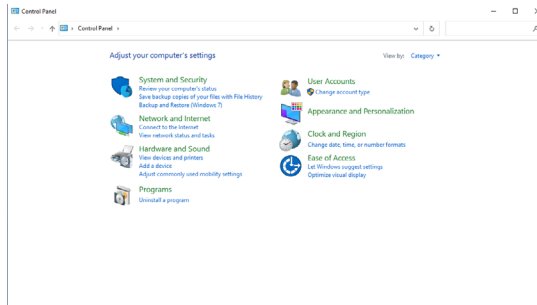 Control Panel
Control Panel
Adjust your computer's settings
View by: Category
System and Security
Review your computer's status
Save backup copies of your files with File History
Backup and Restore (Windows 7)
Network and Internet
Connect to the Internet
View network status and tasks
Hardware and Sound
View devices and printers
Add a device
Adjust commonly used mobility settings
Programs
Uninstall a program
User Accounts
Change account type
Appearance and Personalization
Clock and Region
Change date, time, or number formats
Ease of Access
Let Windows suggest settings
Optimize visual display